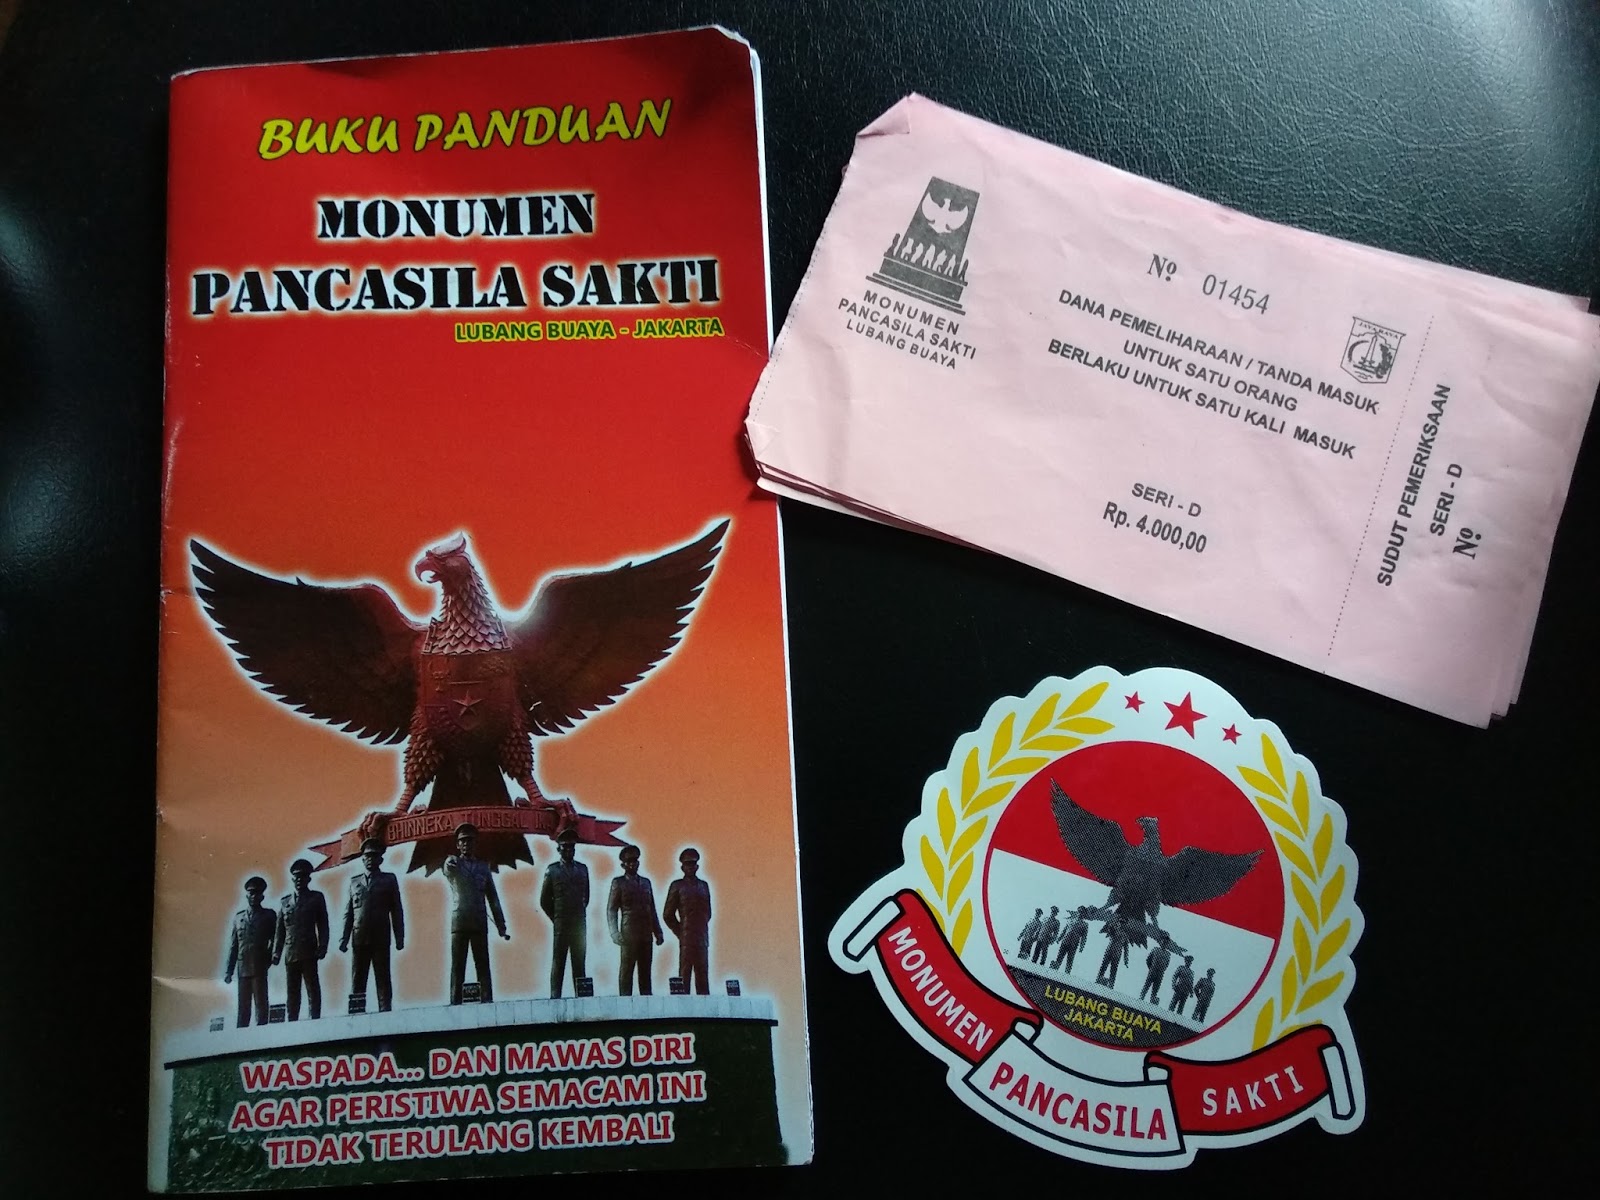 BUKU PANDUAN
MONUMEN
PANCASILA SAKTI
LUBANG BUAYA - JAKARTA
BHINNEKA TUNGGAL
WASPADA... DAN MAWAS DIRI
AGAR PERISTIWA SEMACAM INI
TIDAK TERULANG KEMBALI
MONUMEN
PANCASILA SAKTI
LUBANG BUAYA
№ 01454
DANA PEMELIHARAAN / TANDA MASUK
UNTUK SATU ORANG
BERLAKU UNTUK SATU KALI MASUK
SERI - D
Rp. 4.000,00
JAYA RAYA
SUDUT PEMERIKSAAN
SERI - D
№
LUBANG BUAYA
JAKARTA
MONUMEN
PANCASILA
SAKTI